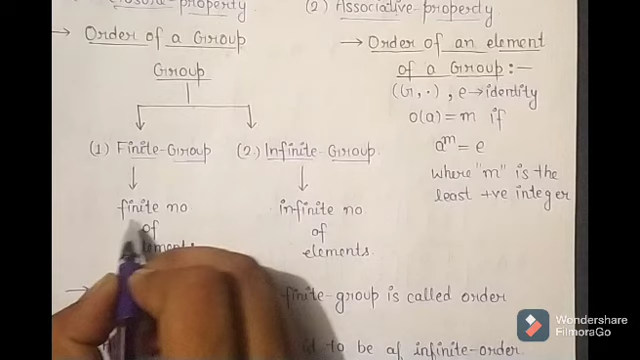 Closure-property
(2) Associative-property
→ Order of a Group
Group
(1) Finite-Group (2.) Infinite-Group
finite no
of
infinite no
of
elements.
→ Order of an element
of a Group :-
(G, ·) , e→identity
o(a) = m if
a^m = e
where "m" is the
least +ve integer
finite-group is called order
to be of infinite-order.
Wondershare
FilmoraGo